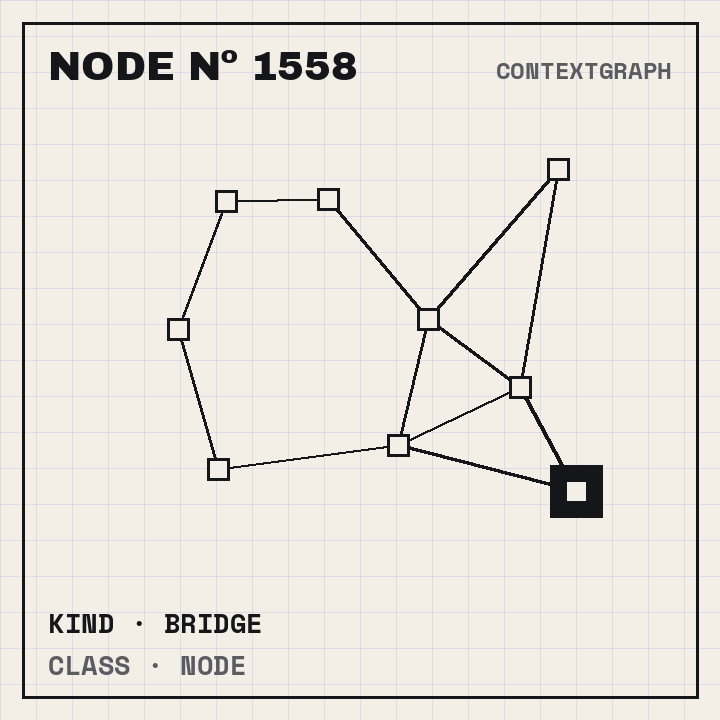 NODE Nº 1558
CONTEXTGRAPH
KIND · BRIDGE
CLASS · NODE